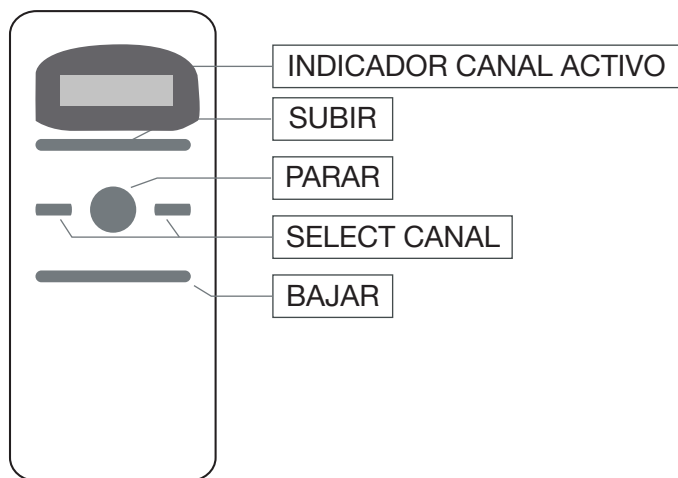 INDICADOR CANAL ACTIVO
SUBIR
PARAR
SELECT CANAL
BAJAR